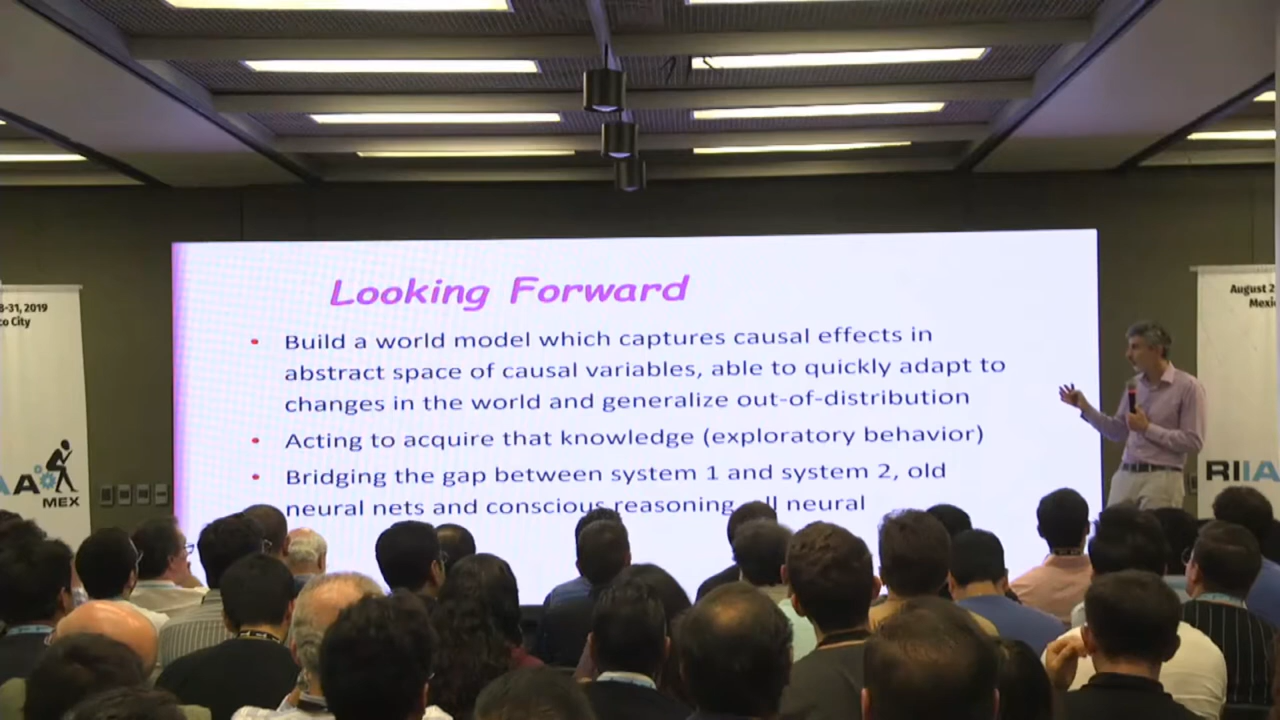 Looking Forward
• Build a world model which captures causal effects in
abstract space of causal variables, able to quickly adapt to
changes in the world and generalize out-of-distribution
• Acting to acquire that knowledge (exploratory behavior)
• Bridging the gap between system 1 and system 2, old
neural nets and conscious reasoning neural
8-31, 2019
co City
AA
MEX
August 2
Mexic
RIIA